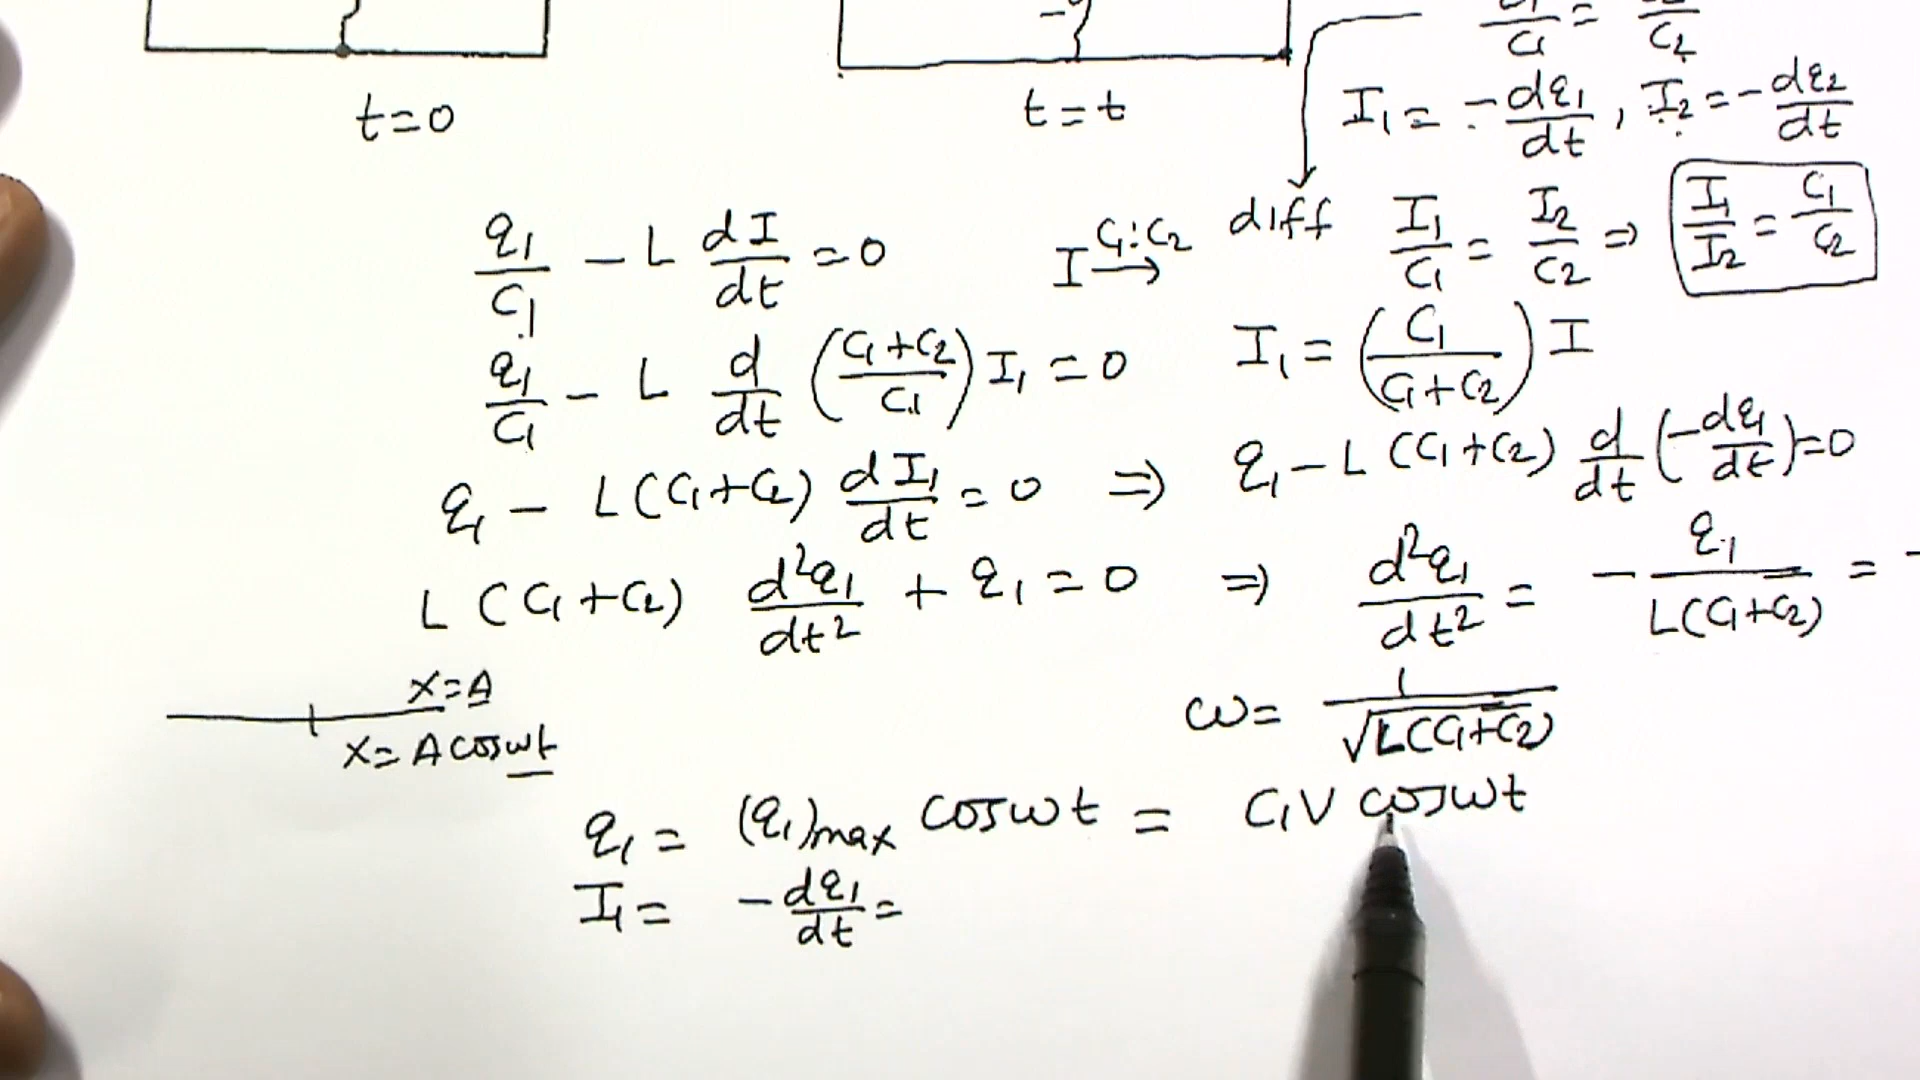 t=0
t=t
I₁ = -dq₁/dt , I₂ = -dq₂/dt
q₁/C₁ - L dI/dt = 0
I C₁:C₂ →
diff I₁/C₁ = I₂/C₂ ⇒ I₁/I₂ = C₁/C₂
q₁/C₁ - L d/dt ((C₁+C₂)/C₁) I₁ = 0
I₁ = (C₁/(C₁+C₂)) I
q₁ - L(C₁+C₂) dI₁/dt = 0 ⇒ q₁ - L(C₁+C₂) d/dt (-dq₁/dt) = 0
L(C₁+C₂) d²q₁/dt² + q₁ = 0 ⇒ d²q₁/dt² = - q₁/L(C₁+C₂) = -
x=A
x= A cosωt
ω = 1/√L(C₁+C₂)
q₁ = (q₁)max cosωt = C₁V cosωt
I₁ = -dq₁/dt =